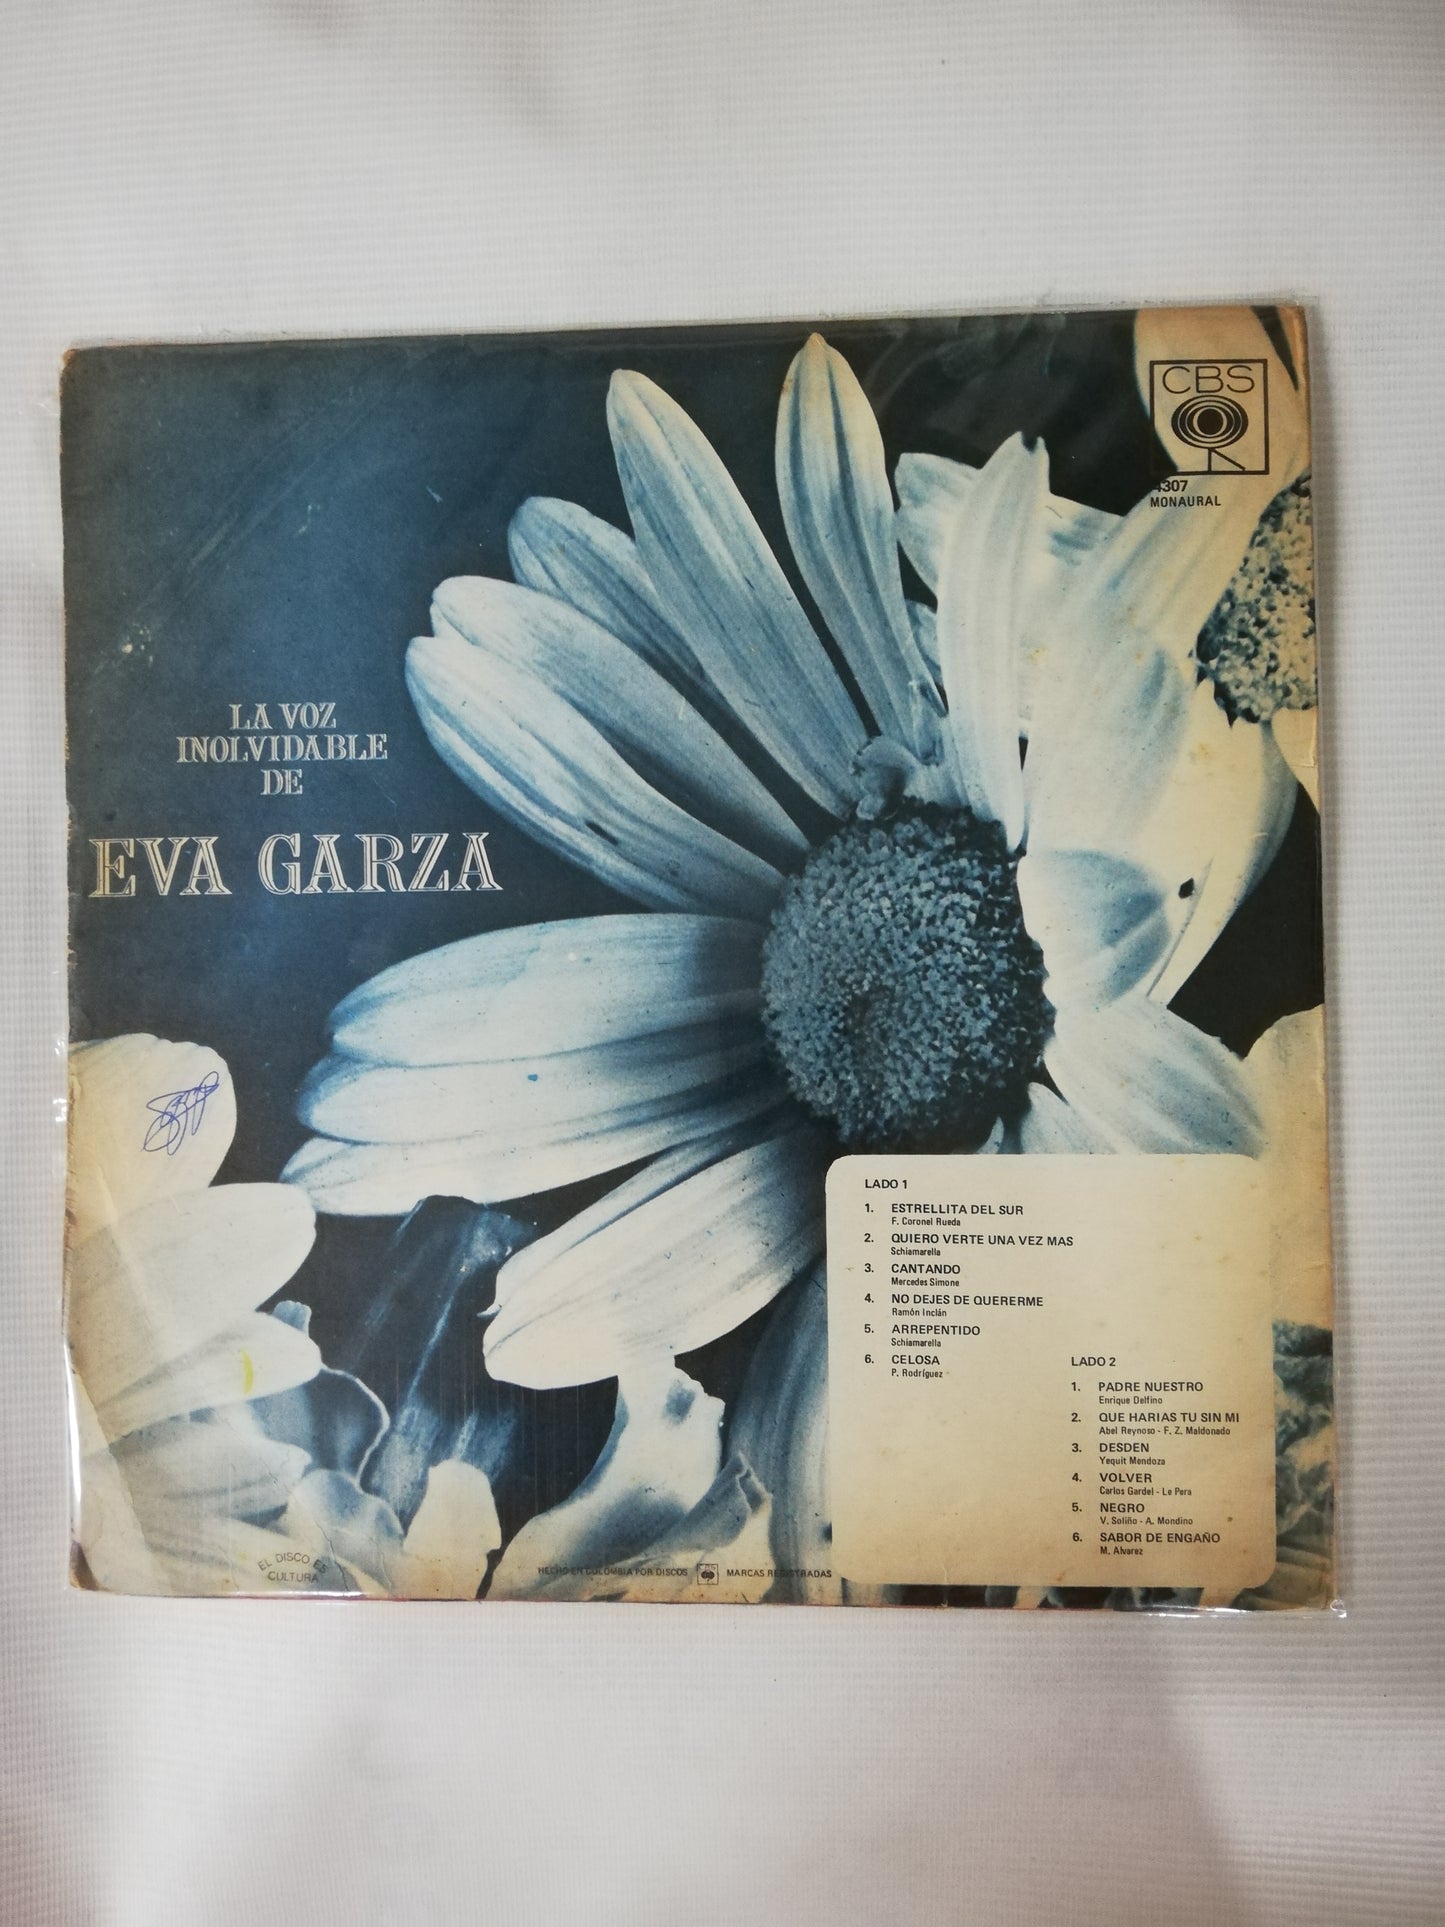 CBS
4307
MONAURAL
LA VOZ
INOLVIDABLE
DE
EVA GARZA
LADO 1
1. ESTRELLITA DEL SUR
F. Coronel Rueda
2. QUIERO VERTE UNA VEZ MAS
Schiamarella
3. CANTANDO
Mercedes Simone
4. NO DEJES DE QUERERME
Ramón Inclán
5. ARREPENTIDO
Schiamarella
6. CELOSA
P. Rodríguez
LADO 2
1. PADRE NUESTRO
Enrique Delfino
2. QUE HARIAS TU SIN MI
Abel Reynoso - F. Z. Maldonado
3. DESDEN
Yequit Mendoza
4. VOLVER
Carlos Gardel - Le Pera
5. NEGRO
V. Soliño - A. Mondino
6. SABOR DE ENGAÑO
M. Alvarez
EL DISCO ES
CULTURA
HECHO EN COLOMBIA POR DISCOS CBS MARCAS REGISTRADAS